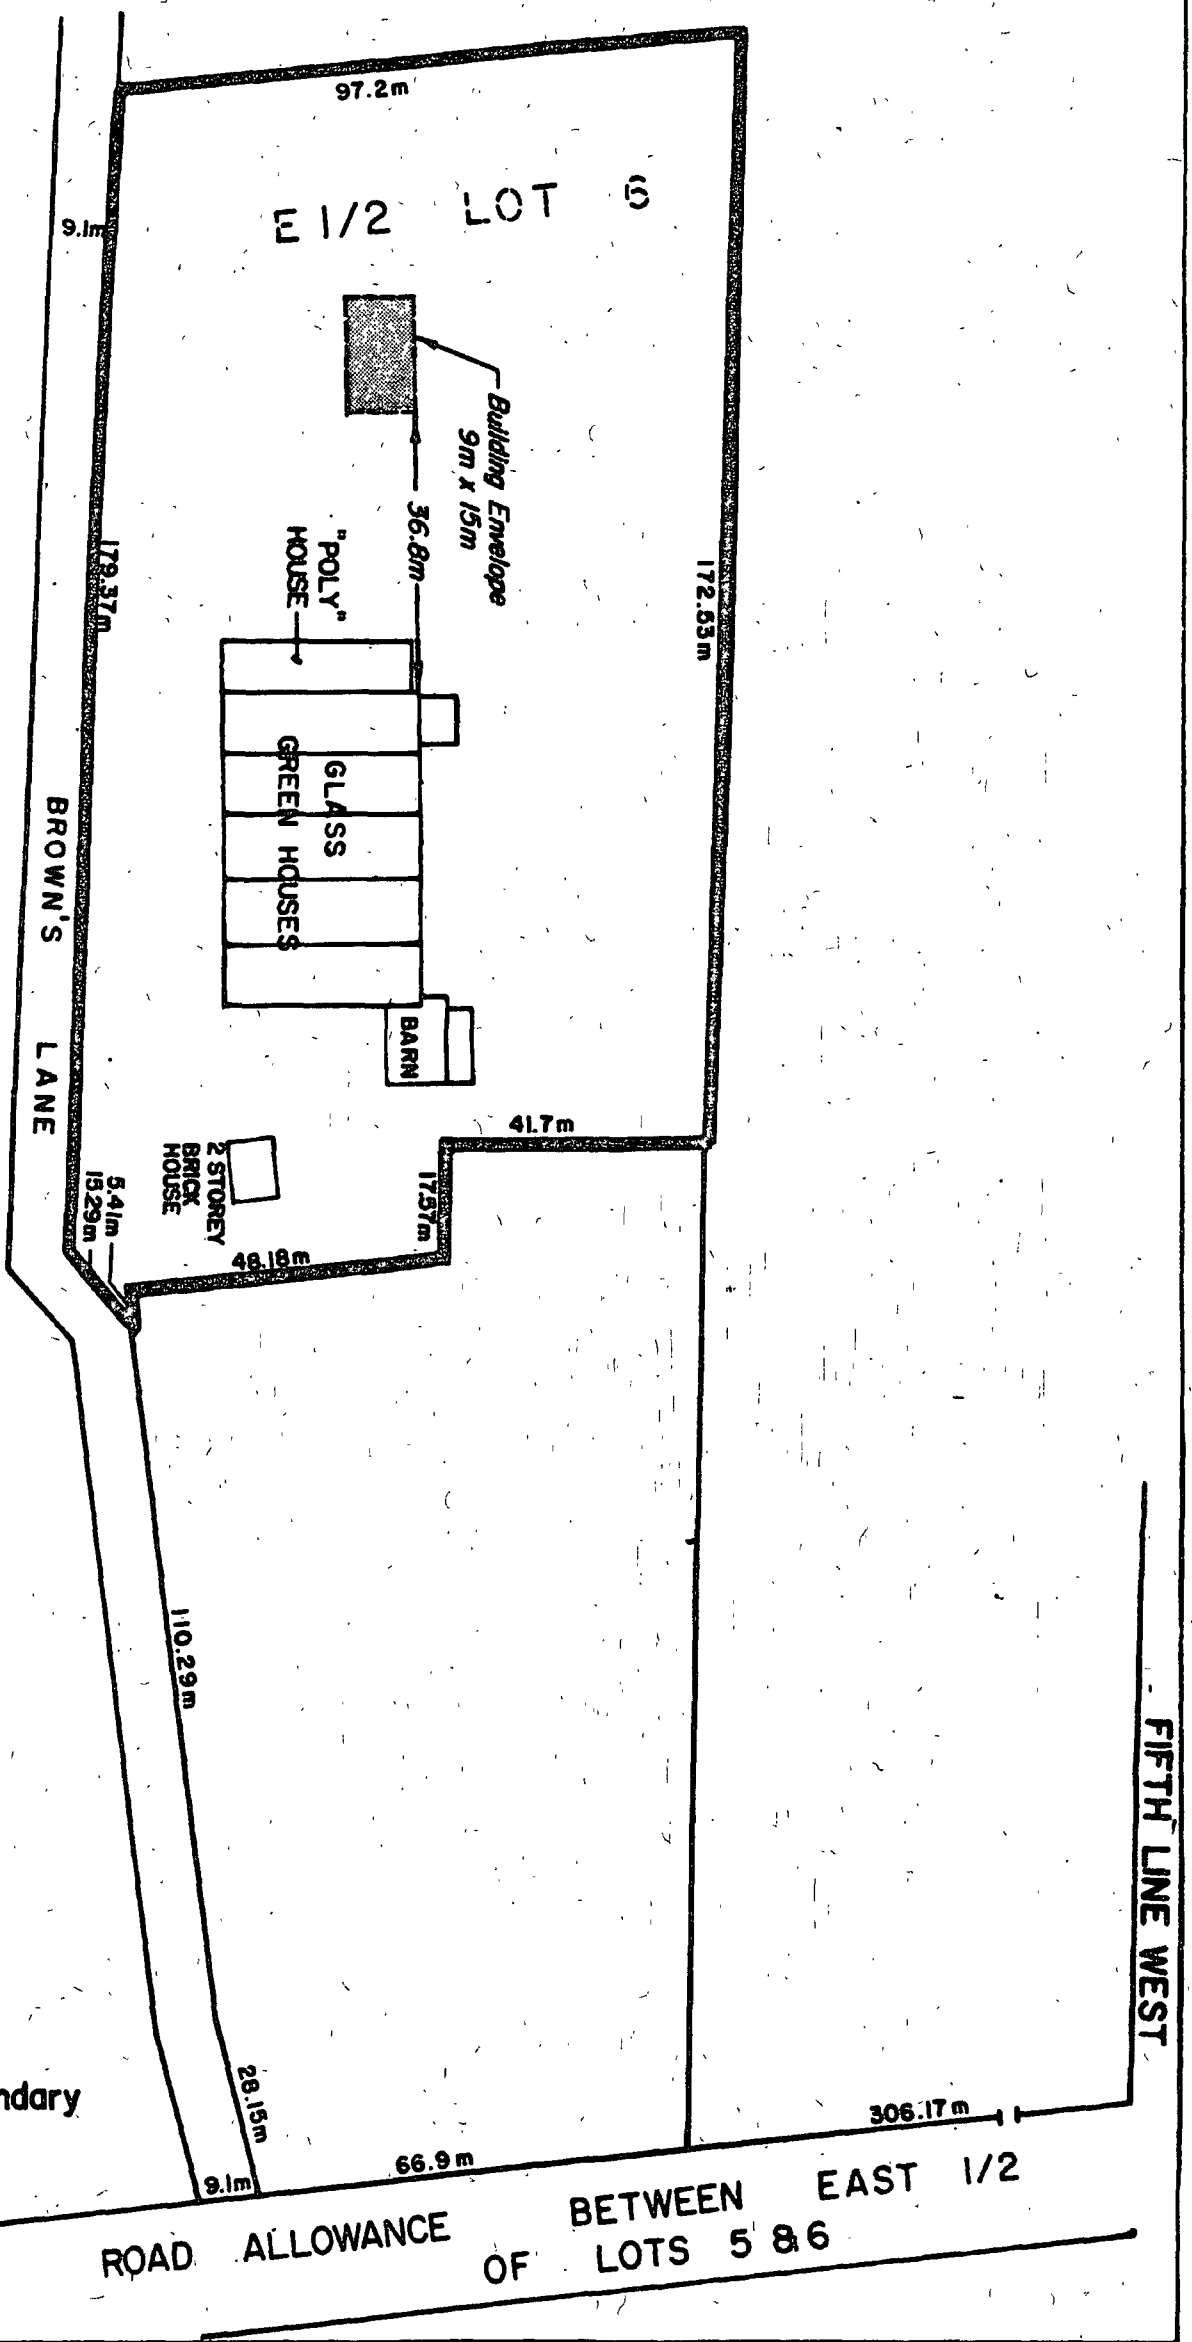 97.2m
E 1/2 LOT 6
9.1m
Building Envelope
9m x 15m
36.8m
"POLY"
HOUSE
172.53m
179.37m
GLASS
GREEN HOUSES
BROWN'S LANE
BARN
41.7m
17.57m
2 STOREY
BRICK
HOUSE
5.41m
15.29m
48.18m
110.29m
FIFTH LINE WEST
28.15m
ndary
306.17m
66.9m
9.1m
ROAD ALLOWANCE BETWEEN EAST 1/2
OF LOTS 5 & 6